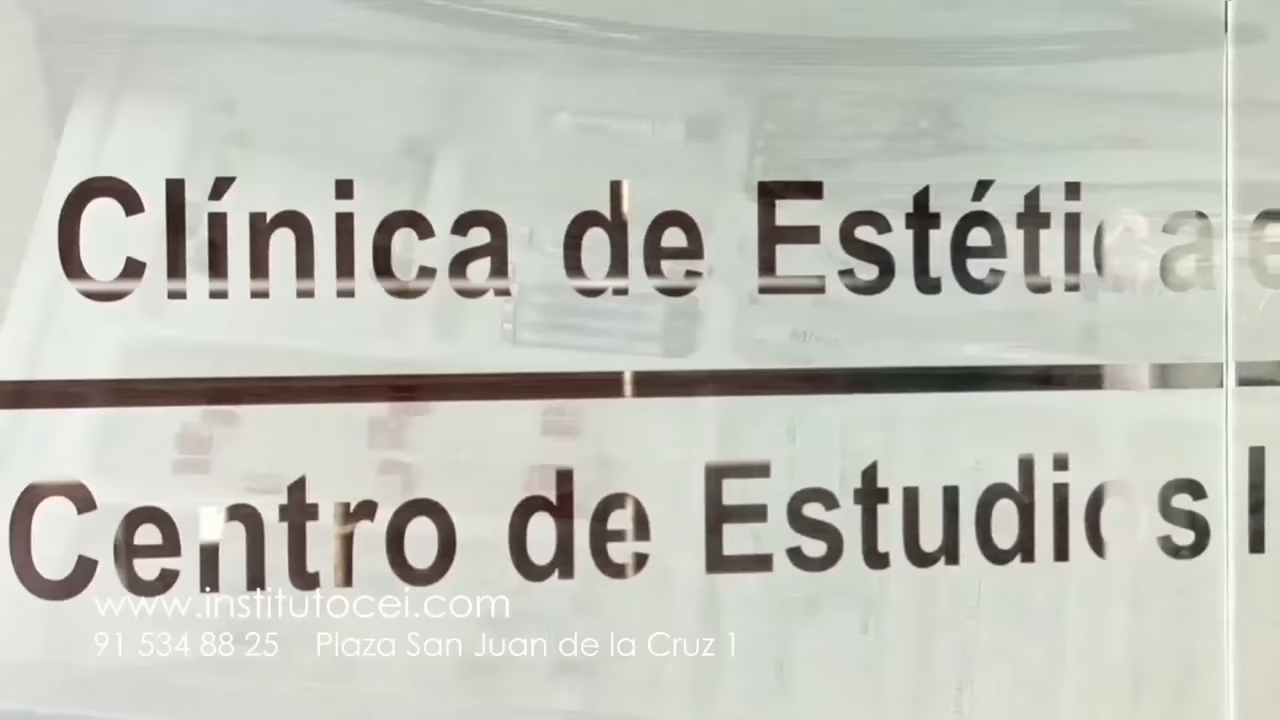 Clínica de Estética e
Centro de Estudios I
www.institutocei.com
91 534 88 25 Plaza San Juan de la Cruz 1